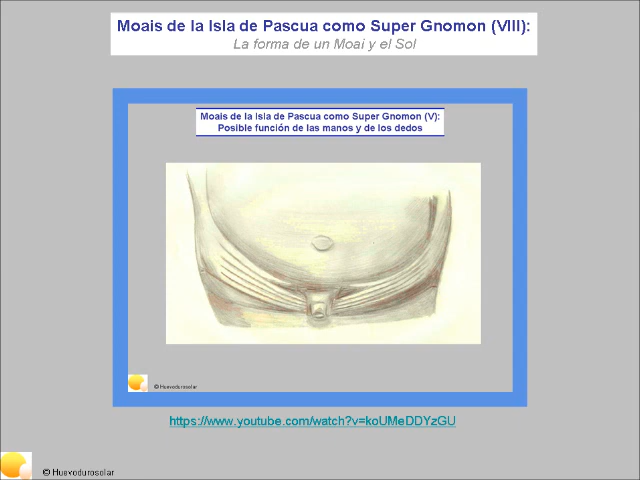 Moais de la Isla de Pascua como Super Gnomon (VIII):
La forma de un Moai y el Sol
Moais de la Isla de Pascua como Super Gnomon (V):
Posible función de las manos y de los dedos
© Huevodurosolar
https://www.youtube.com/watch?v=koUMeDDYzGU
© Huevodurosolar